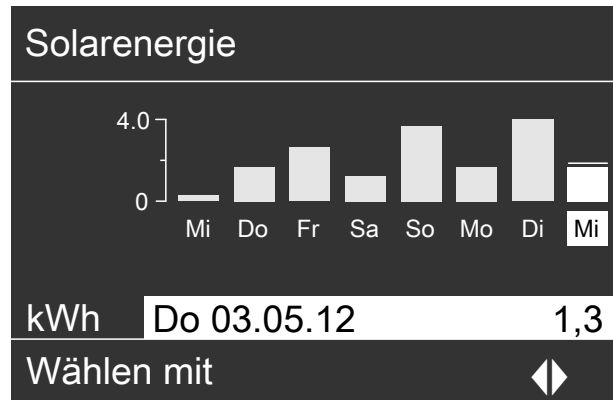 Solarenergie
4.0
0
Mi Do Fr Sa So Mo Di Mi
kWh Do 03.05.12 1,3
Wählen mit